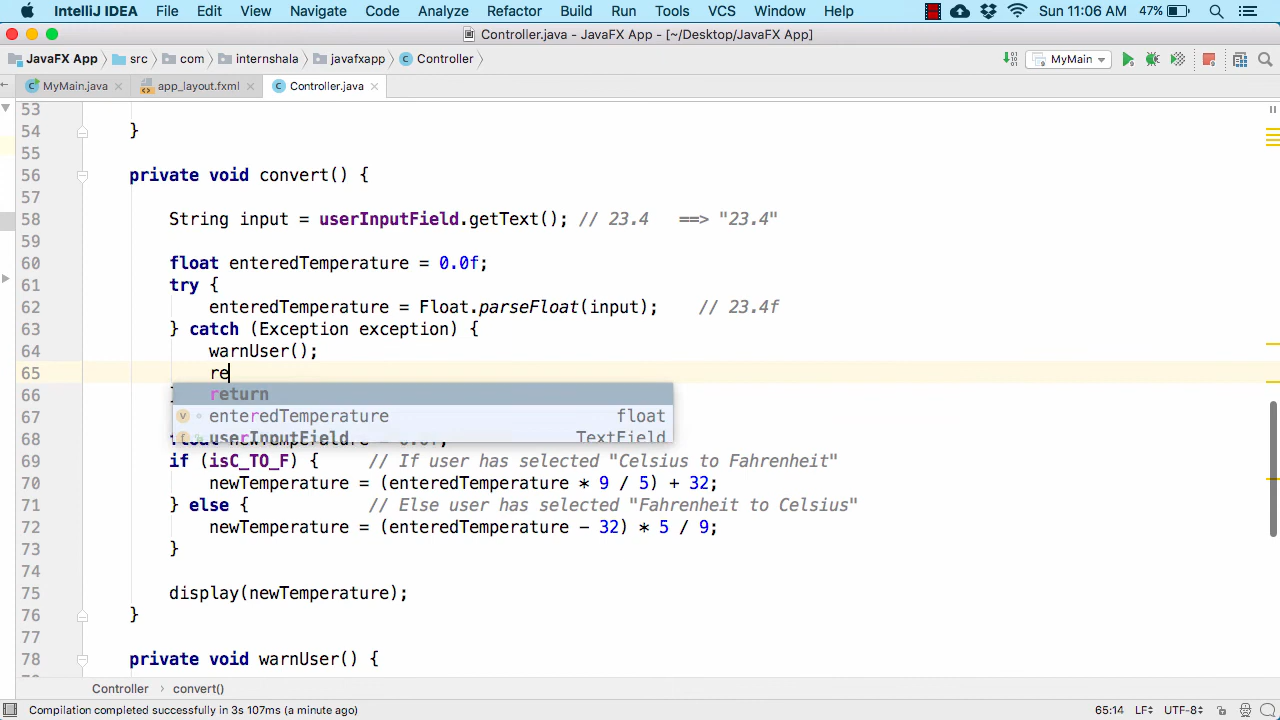 IntelliJ IDEA File Edit View Navigate Code Analyze Refactor Build Run Tools VCS Window Help Sun 11:06 AM 47%
Controller.java - JavaFX App - [~/Desktop/JavaFX App]
JavaFX App src com internshala javafxapp Controller MyMain
MyMain.java app_layout.fxml Controller.java
53
54 }
55
56 private void convert() {
57
58 String input = userInputField.getText(); // 23.4 ==> "23.4"
59
60 float enteredTemperature = 0.0f;
61 try {
62 enteredTemperature = Float.parseFloat(input); // 23.4f
63 } catch (Exception exception) {
64 warnUser();
65 re
66 return
67 enteredTemperature float
userInputField TextField
68 float newTemperature = 0.0f;
69 if (isC_TO_F) { // If user has selected "Celsius to Fahrenheit"
70 newTemperature = (enteredTemperature * 9 / 5) + 32;
71 } else { // Else user has selected "Fahrenheit to Celsius"
72 newTemperature = (enteredTemperature - 32) * 5 / 9;
73 }
74
75 display(newTemperature);
76 }
77
78 private void warnUser() {
Controller convert()
Compilation completed successfully in 3s 107ms (a minute ago) 65:14 LF UTF-8